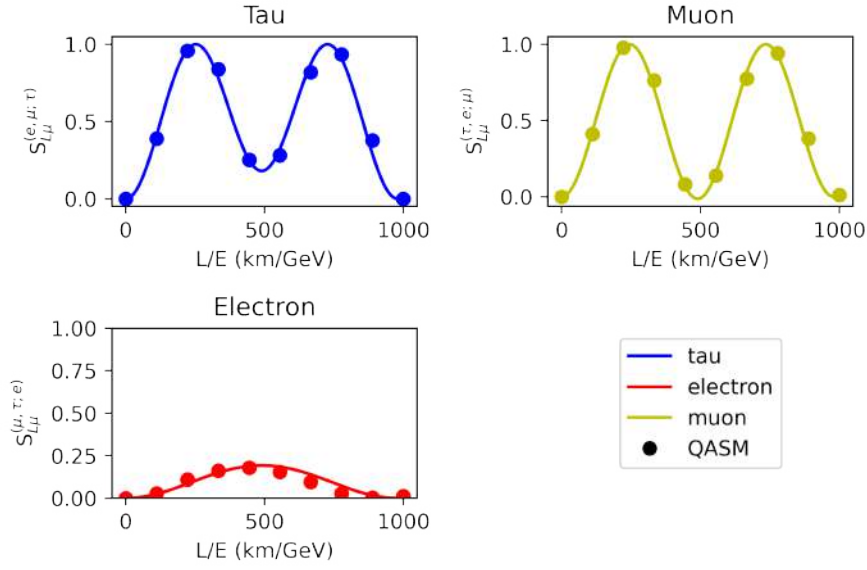 Tau
1.0
0.5
0.0
S_{Lμ}^{(e, μ; τ)}
0 500 1000
L/E (km/GeV)
Muon
1.0
0.5
0.0
S_{Lμ}^{(τ, e; μ)}
0 500 1000
L/E (km/GeV)
Electron
1.00
0.75
0.50
0.25
0.00
S_{Lμ}^{(μ, τ; e)}
0 500 1000
L/E (km/GeV)
tau
electron
muon
QASM